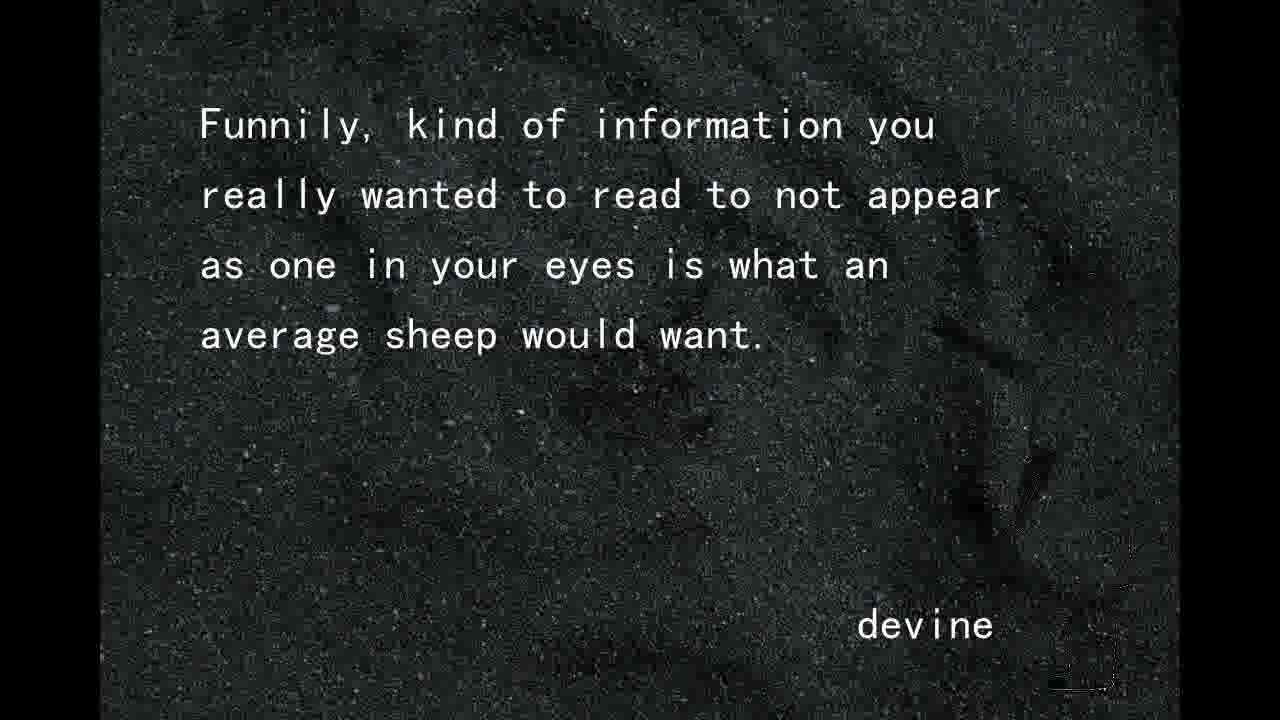 Funnily, kind of information you
really wanted to read to not appear
as one in your eyes is what an
average sheep would want.
devine